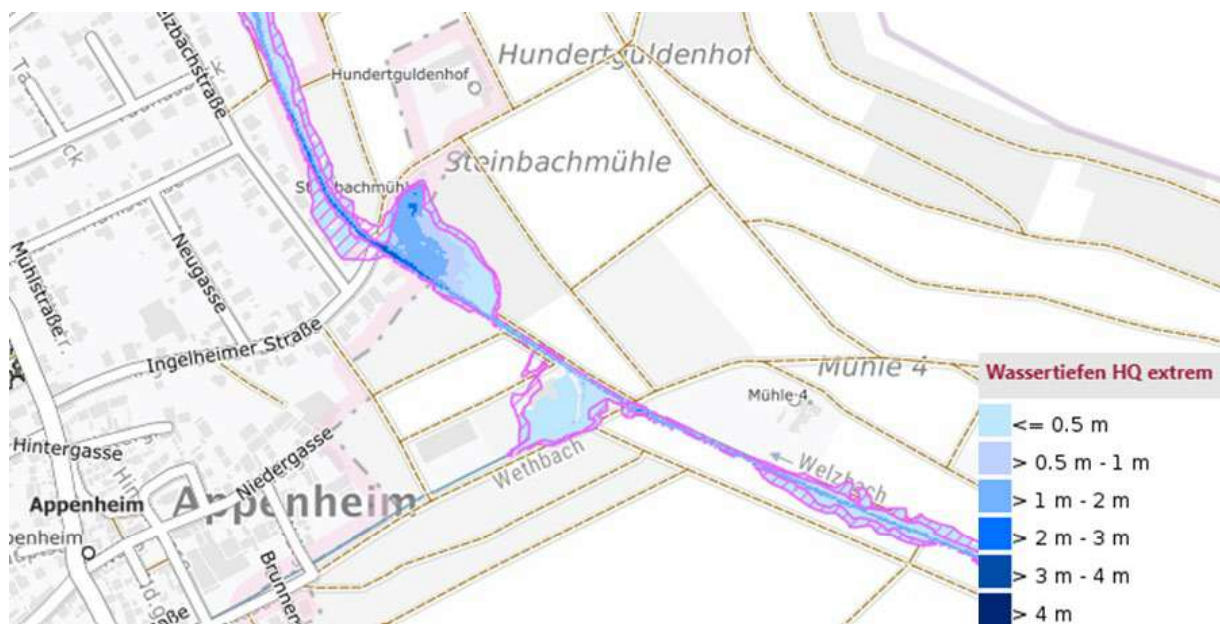 Welzbachstraße
Hundertguldenhof
Hundertguldenhof
Steinbachmühle
Neugasse
Mühlstraße
Ingelheimer Straße
Mühle 4
Mühle 4
Wassertiefen HQ extrem
<= 0.5 m
> 0.5 m - 1 m
> 1 m - 2 m
> 2 m - 3 m
> 3 m - 4 m
> 4 m
Hintergasse
Niedergasse
Wethbach
Welzbach
Appenheim
Appenheim